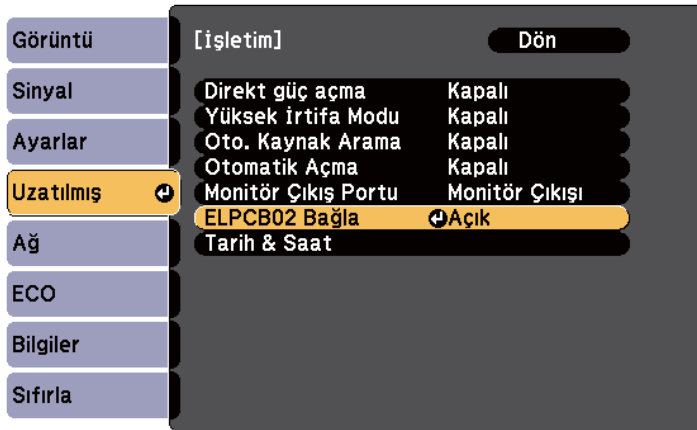 Görüntü
Sinyal
Ayarlar
Uzatılmış
Ağ
ECO
Bilgiler
Sıfırla
[İşletim] Dön
Direkt güç açma Kapalı
Yüksek İrtifa Modu Kapalı
Oto. Kaynak Arama Kapalı
Otomatik Açma Kapalı
Monitör Çıkış Portu Monitör Çıkışı
ELPCB02 Bağla Açık
Tarih & Saat